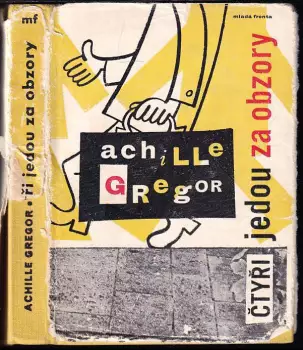 mf
ACHILLE GREGOR • ři jedou za obzory
mladá fronta
achiLLe
GRegoR
ČTYŘI jedou za obzory